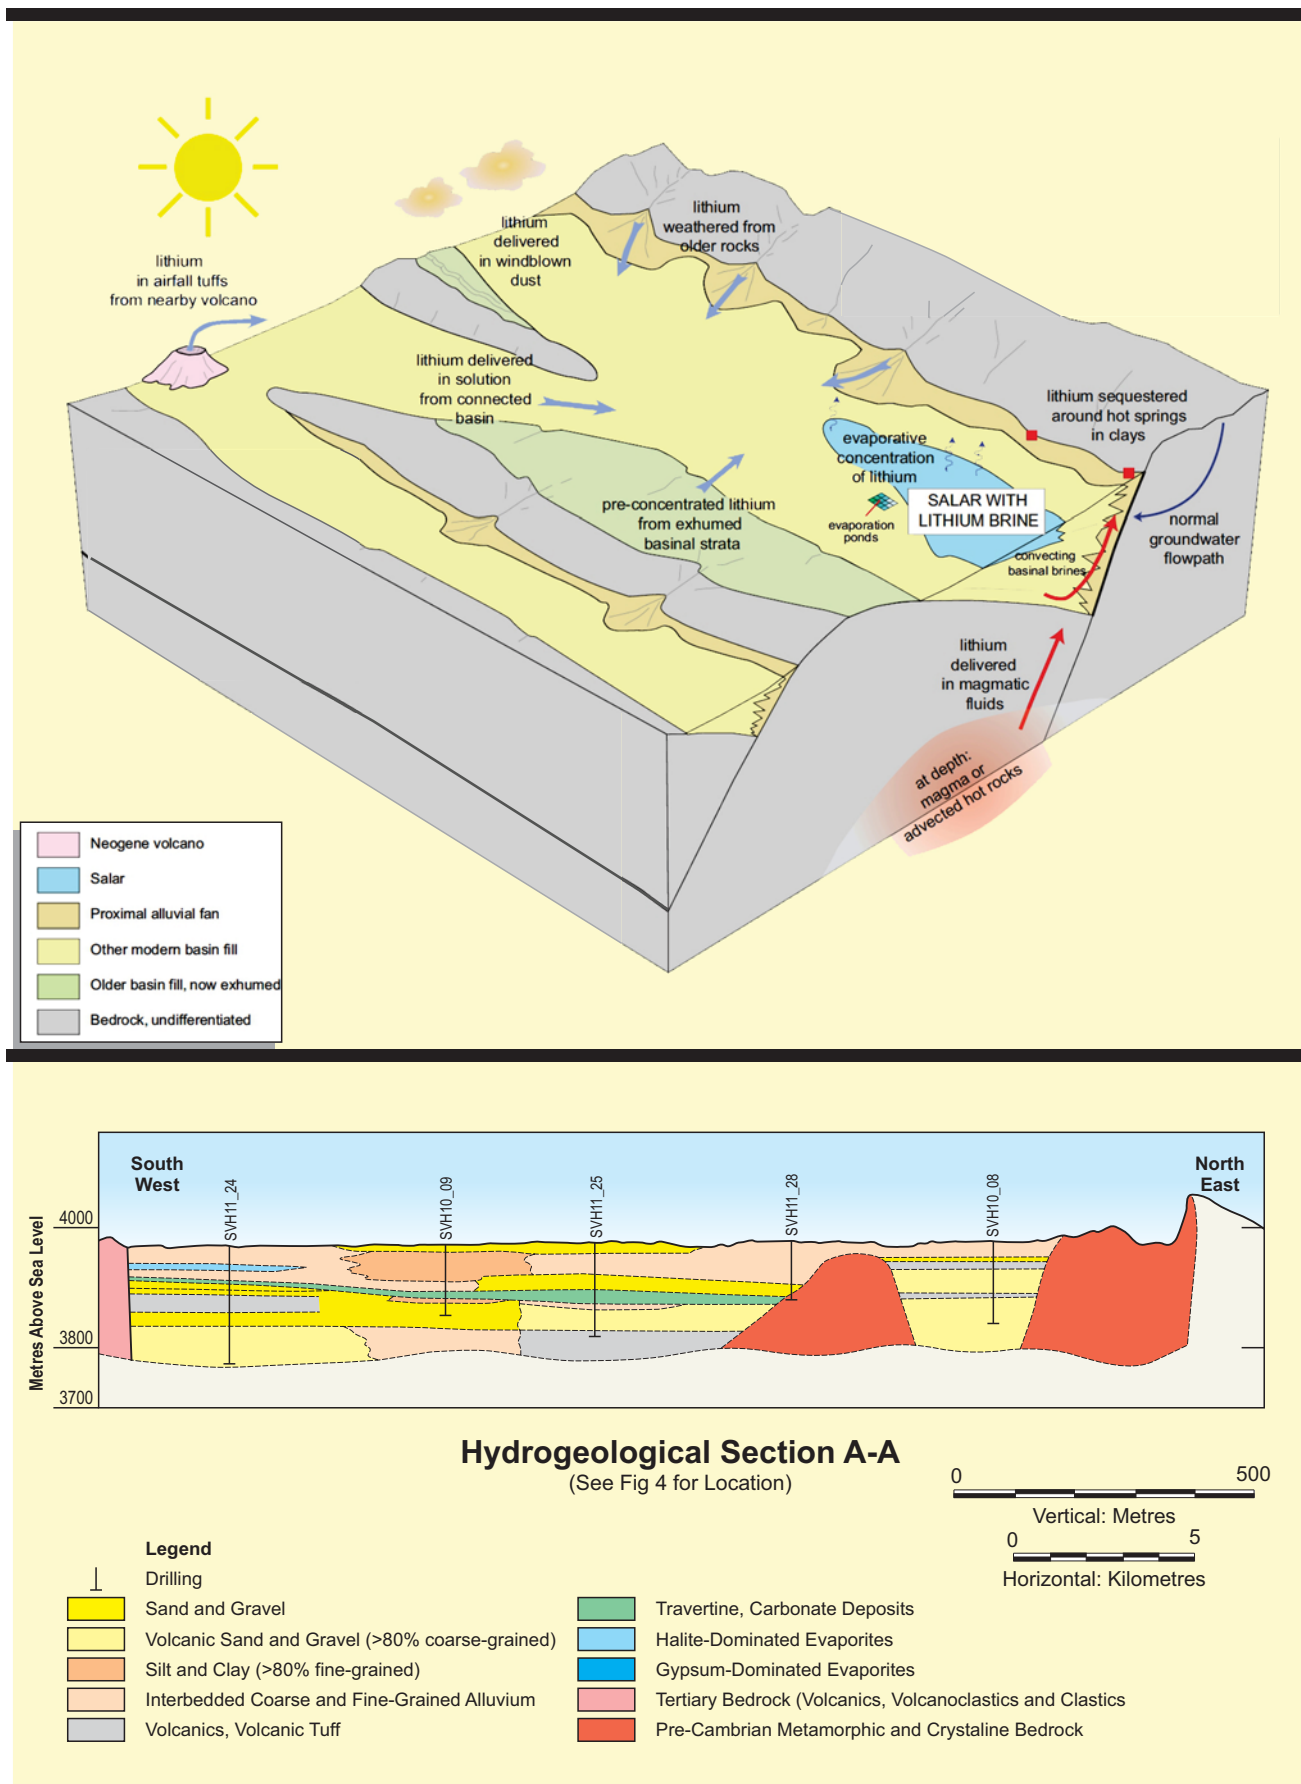 lithium
in airfall tuffs
from nearby volcano
lithium
delivered
in windblown
dust
lithium
weathered from
older rocks
lithium delivered
in solution
from connected
basin
lithium sequestered
around hot springs
in clays
evaporative
concentration
of lithium
SALAR WITH
LITHIUM BRINE
evaporation
ponds
pre-concentrated lithium
from exhumed
basinal strata
convecting
basinal brines
normal
groundwater
flowpath
lithium
delivered
in magmatic
fluids
at depth:
magma or
advected hot rocks
Neogene volcano
Salar
Proximal alluvial fan
Other modern basin fill
Older basin fill, now exhumed
Bedrock, undifferentiated
South
West
North
East
SVH11_24
SVH10_09
SVH11_25
SVH11_28
SVH10_08
Metres Above Sea Level
4000
3800
3700
Hydrogeological Section A-A
(See Fig 4 for Location)
0 500
Vertical: Metres
0 5
Horizontal: Kilometres
Legend
Drilling
Sand and Gravel
Volcanic Sand and Gravel (>80% coarse-grained)
Silt and Clay (>80% fine-grained)
Interbedded Coarse and Fine-Grained Alluvium
Volcanics, Volcanic Tuff
Travertine, Carbonate Deposits
Halite-Dominated Evaporites
Gypsum-Dominated Evaporites
Tertiary Bedrock (Volcanics, Volcanoclastics and Clastics
Pre-Cambrian Metamorphic and Crystaline Bedrock